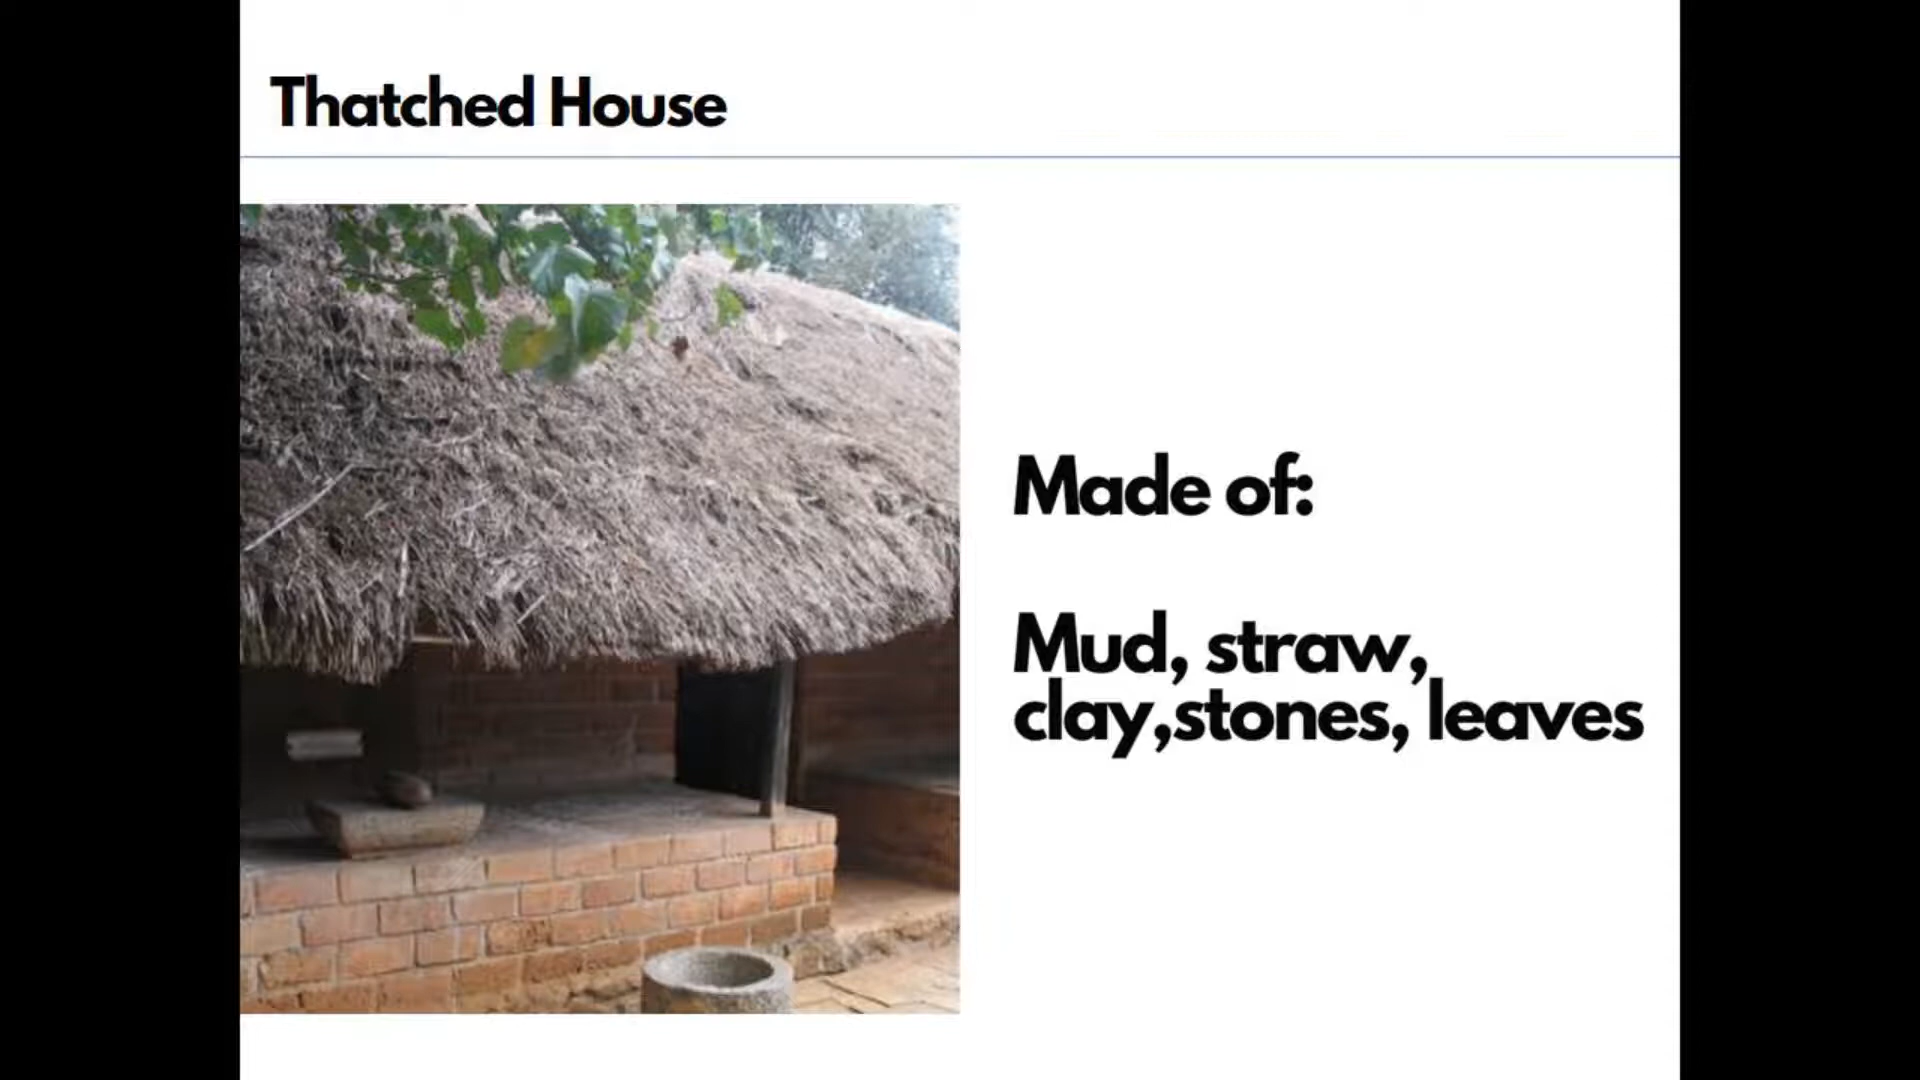 Thatched House
Made of:
Mud, straw,
clay,stones, leaves